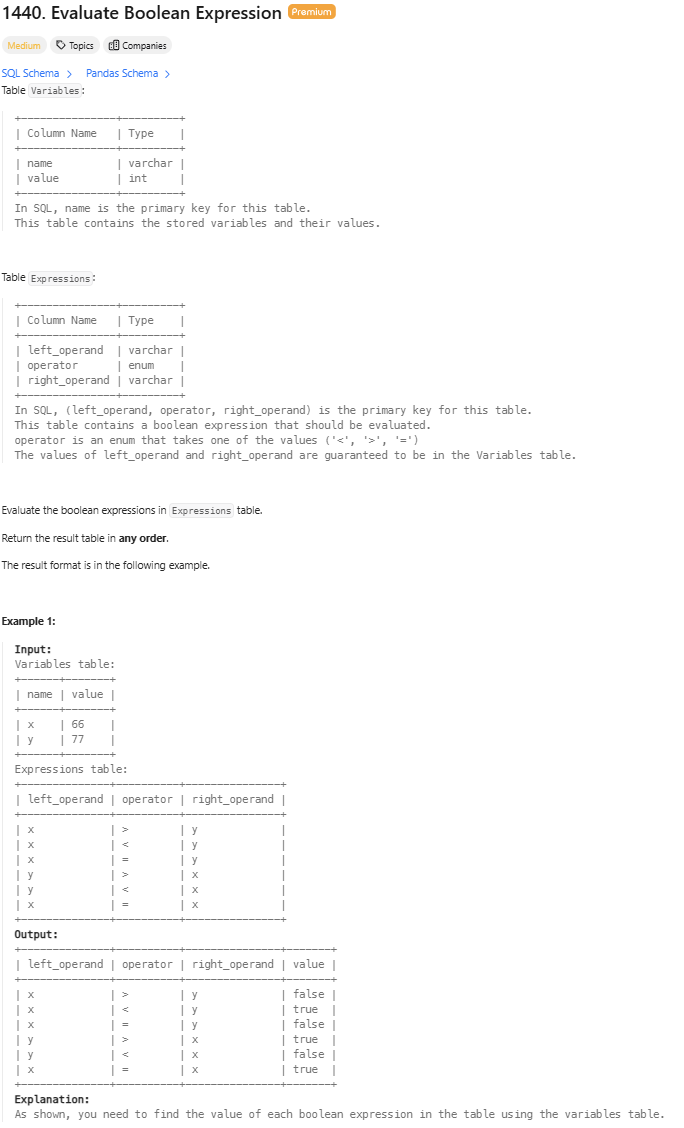 1440. Evaluate Boolean Expression Premium
Medium Topics Companies
SQL Schema > Pandas Schema >
Table Variables:
+---------------+---------+
| Column Name   | Type    |
+---------------+---------+
| name          | varchar |
| value         | int     |
+---------------+---------+
In SQL, name is the primary key for this table.
This table contains the stored variables and their values.
Table Expressions:
+---------------+---------+
| Column Name   | Type    |
+---------------+---------+
| left_operand  | varchar |
| operator      | enum    |
| right_operand | varchar |
+---------------+---------+
In SQL, (left_operand, operator, right_operand) is the primary key for this table.
This table contains a boolean expression that should be evaluated.
operator is an enum that takes one of the values ('<', '>', '=')
The values of left_operand and right_operand are guaranteed to be in the Variables table.
Evaluate the boolean expressions in Expressions table.
Return the result table in any order.
The result format is in the following example.
Example 1:
Input:
Variables table:
+------+-------+
| name | value |
+------+-------+
| x    | 66    |
| y    | 77    |
+------+-------+
Expressions table:
+--------------+----------+---------------+
| left_operand | operator | right_operand |
+--------------+----------+---------------+
| x            | >        | y             |
| x            | <        | y             |
| x            | =        | y             |
| y            | >        | x             |
| y            | <        | x             |
| x            | =        | x             |
+--------------+----------+---------------+
Output:
+--------------+----------+---------------+-------+
| left_operand | operator | right_operand | value |
+--------------+----------+---------------+-------+
| x            | >        | y             | false |
| x            | <        | y             | true  |
| x            | =        | y             | false |
| y            | >        | x             | true  |
| y            | <        | x             | false |
| x            | =        | x             | true  |
+--------------+----------+---------------+-------+
Explanation:
As shown, you need to find the value of each boolean expression in the table using the variables table.